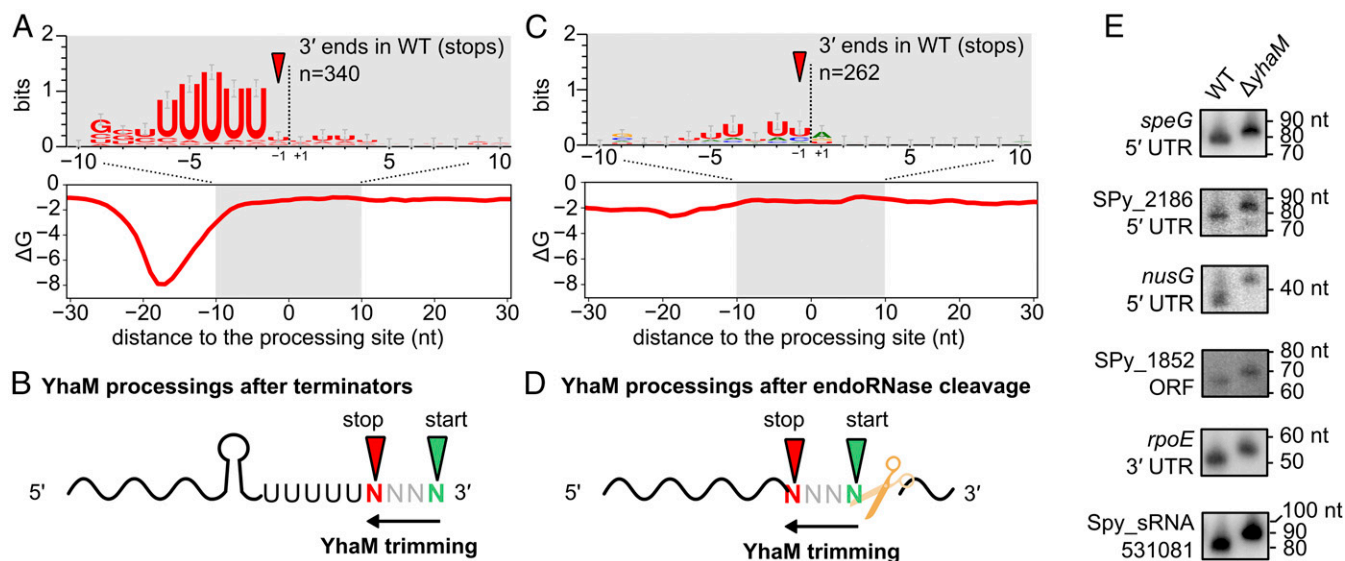 A
2
1
0
bits
3′ ends in WT (stops)
n=340
GCUUUUUU
−10
−5
−1
+1
5
10
0
−2
−4
−6
−8
ΔG
−30
−20
−10
0
10
20
30
distance to the processing site (nt)
B YhaM processings after terminators
stop
start
5′
UUUUUNNNN
3′
YhaM trimming
C
2
1
0
bits
3′ ends in WT (stops)
n=262
−10
−5
−1
+1
5
10
0
−2
−4
−6
−8
ΔG
−30
−20
−10
0
10
20
30
distance to the processing site (nt)
D YhaM processings after endoRNase cleavage
stop
start
5′
NNNN
3′
YhaM trimming
E
WT
ΔyhaM
speG
5′ UTR
90 nt
80
70
SPy_2186
5′ UTR
90 nt
80
70
nusG
5′ UTR
40 nt
SPy_1852
ORF
80 nt
70
60
rpoE
3′ UTR
60 nt
50
Spy_sRNA
531081
100 nt
90
80